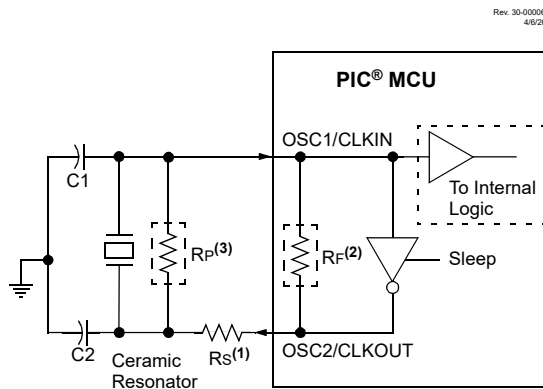 Rev. 30-00006
4/6/20
PIC® MCU
OSC1/CLKIN
C1
To Internal
Logic
RP(3)
RF(2)
Sleep
C2
Ceramic
Resonator
RS(1)
OSC2/CLKOUT